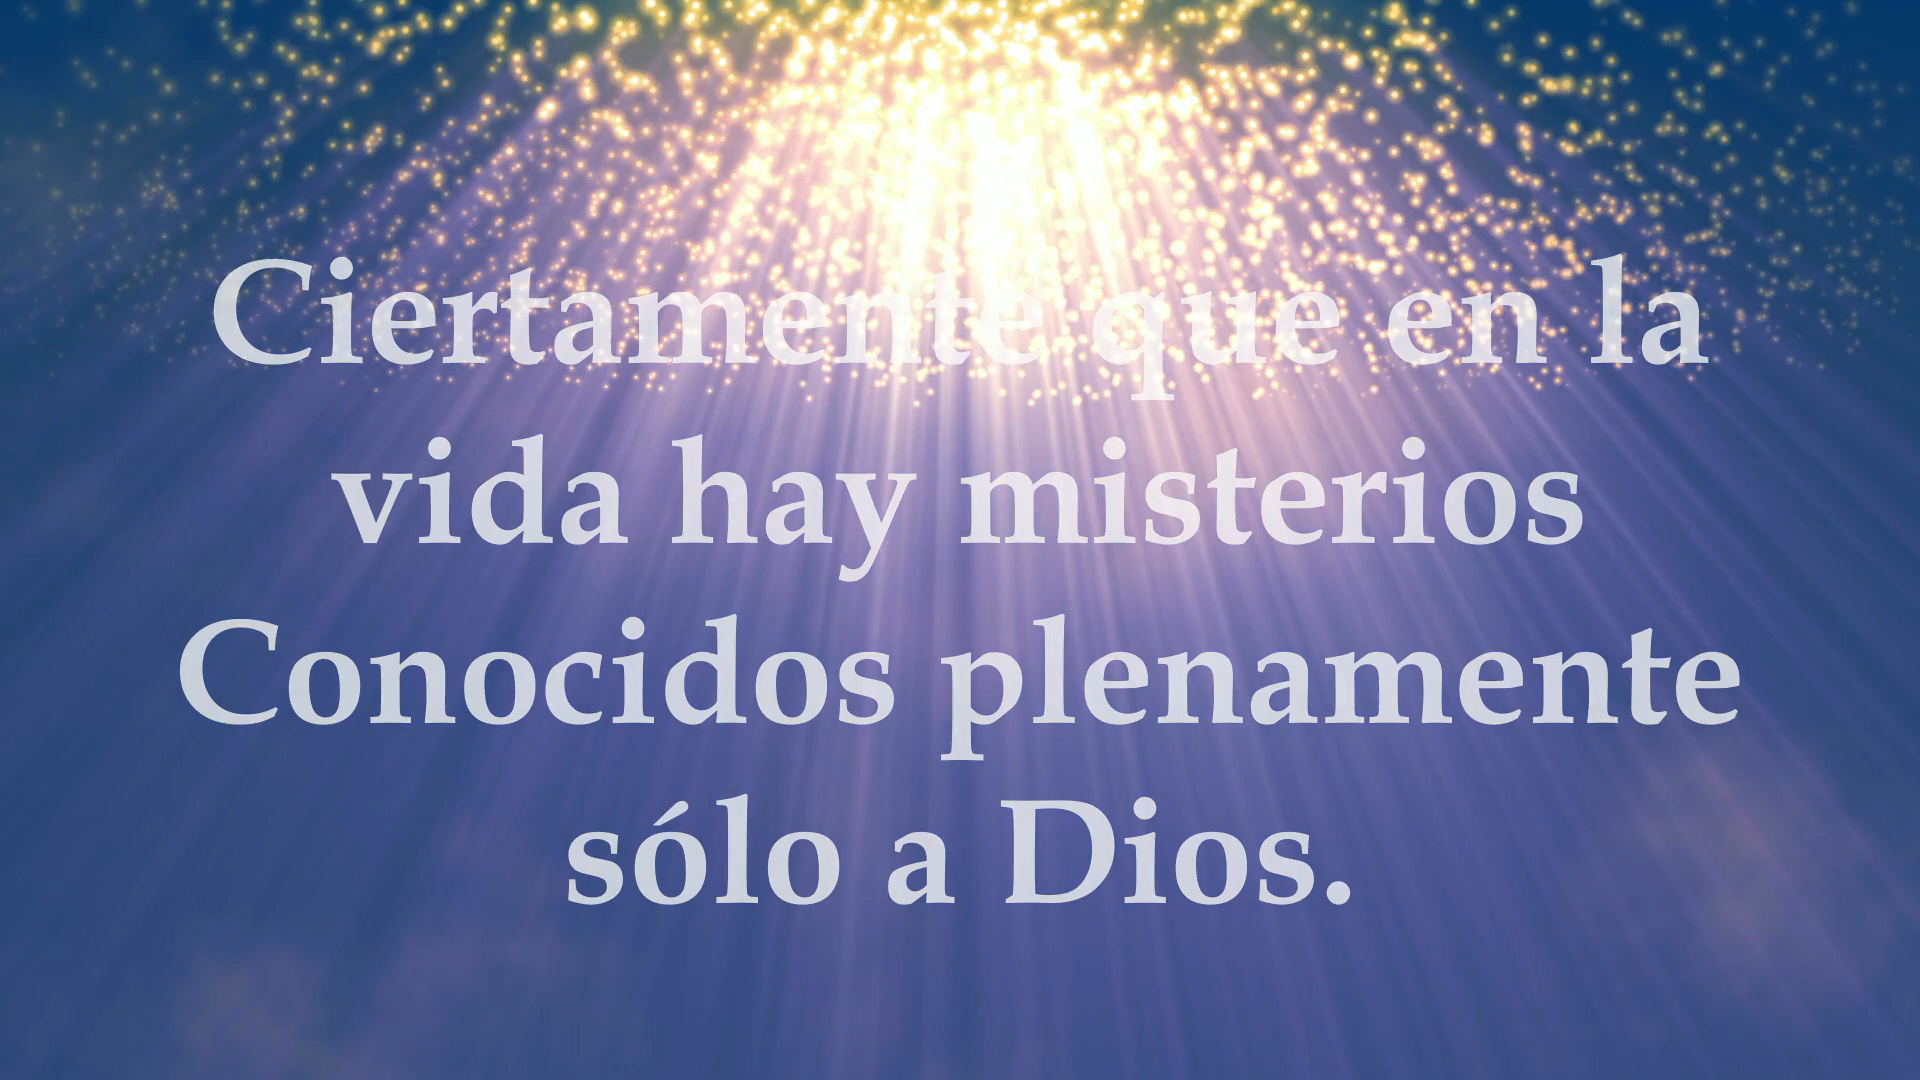 Ciertamente que en la
vida hay misterios
Conocidos plenamente
sólo a Dios.